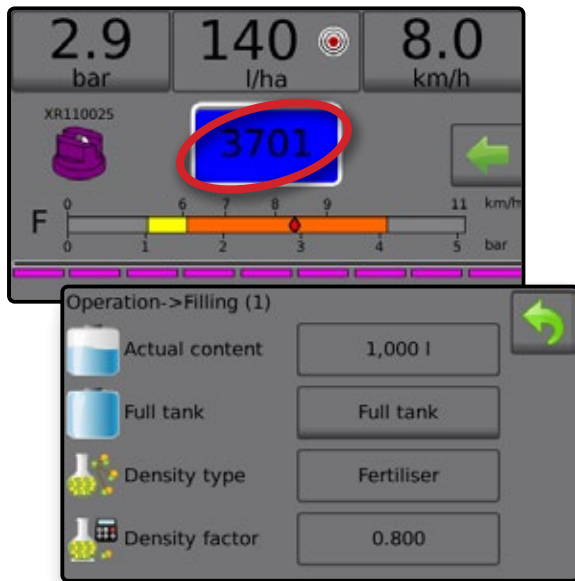 2.9 140 8.0
bar l/ha km/h
XR110025
3701
0 6 7 8 9 11 km/h
F
0 1 2 3 4 5 bar
Operation->Filling (1)
Actual content 1,000 l
Full tank Full tank
Density type Fertiliser
Density factor 0.800